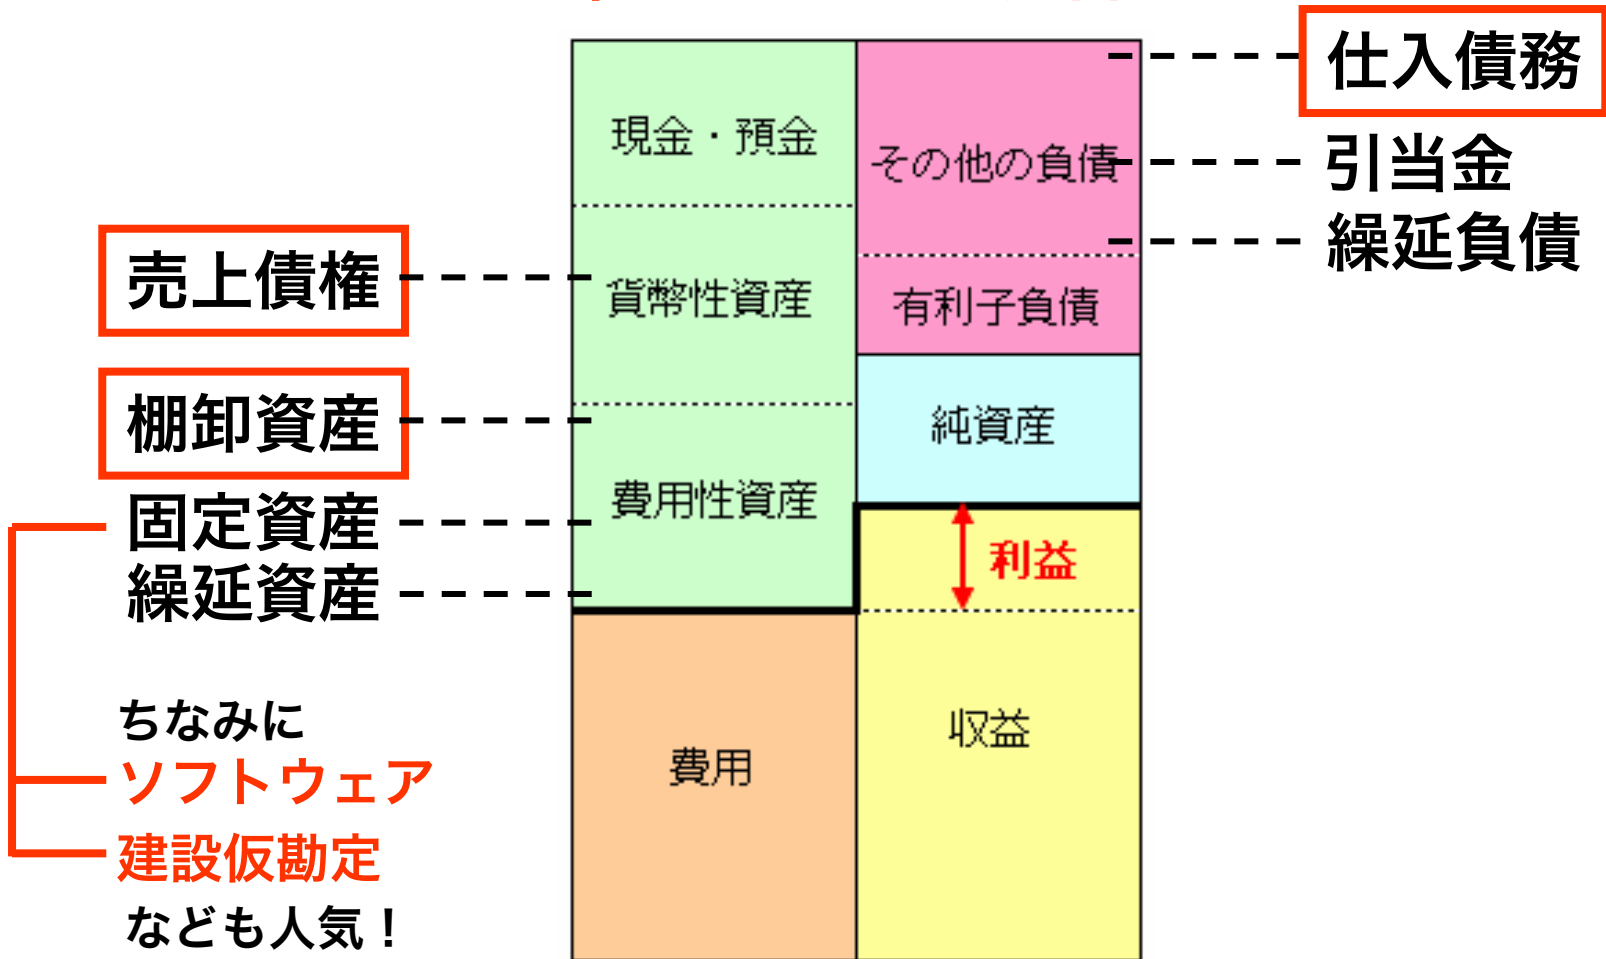 仕入債務
引当金
繰延負債
現金・預金
その他の負債
売上債権
貨幣性資産
有利子負債
棚卸資産
純資産
費用性資産
固定資産
利益
繰延資産
ちなみに
ソフトウェア
建設仮勘定
なども人気！
費用
収益